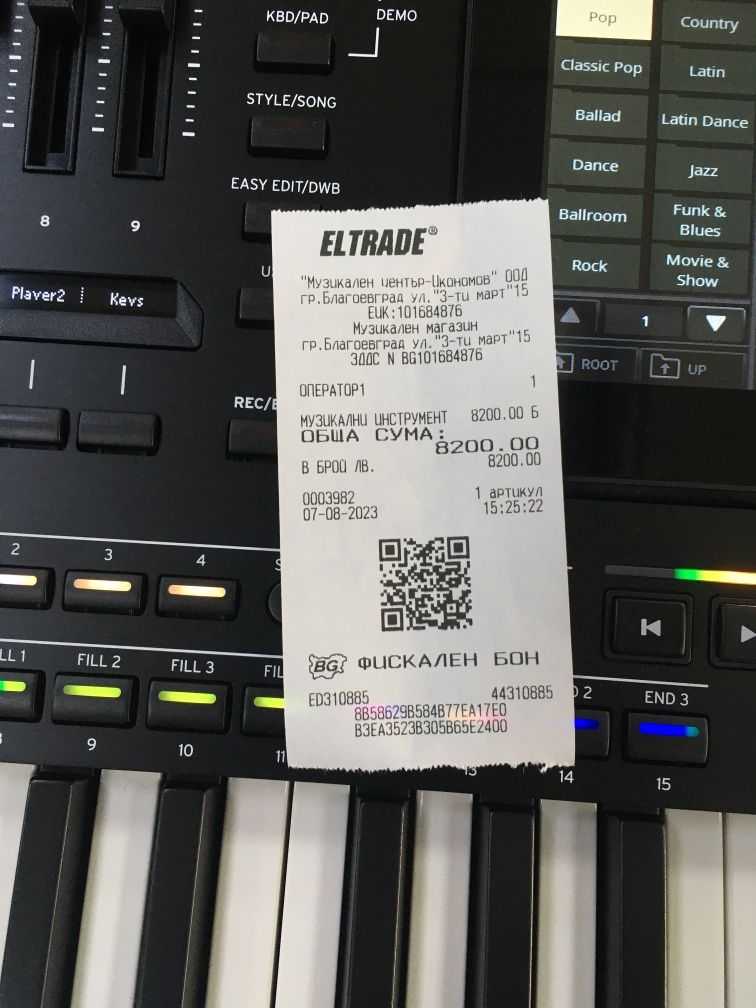 KBD/PAD
DEMO
STYLE/SONG
EASY EDIT/DWB
8
9
Player2
Keys
2
3
4
FILL 2
FILL 3
9
10
11
Pop
Country
Classic Pop
Latin
Ballad
Latin Dance
Dance
Jazz
Ballroom
Funk &
Blues
Rock
Movie &
Show
1
ROOT
UP
ELTRADE®
"Музикален център-Икономов" ООД
гр.Благоевград ул."3-ти март"15
ЕИК:101684876
Музикален магазин
гр.Благоевград ул."3-ти март"15
ЗДДС N BG101684876
ОПЕРАТОР1 1
МУЗИКАЛНИ ИНСТРУМЕНТ 8200.00 Б
ОБЩА СУМА:
8200.00
В БРОЙ ЛВ. 8200.00
0003982 1 артикул
07-08-2023 15:25:22
BG ФИСКАЛЕН БОН
ED310885 44310885
8B58629B584B77EA17E0
B3EA3523B305B65E2400
END 3
13
14
15